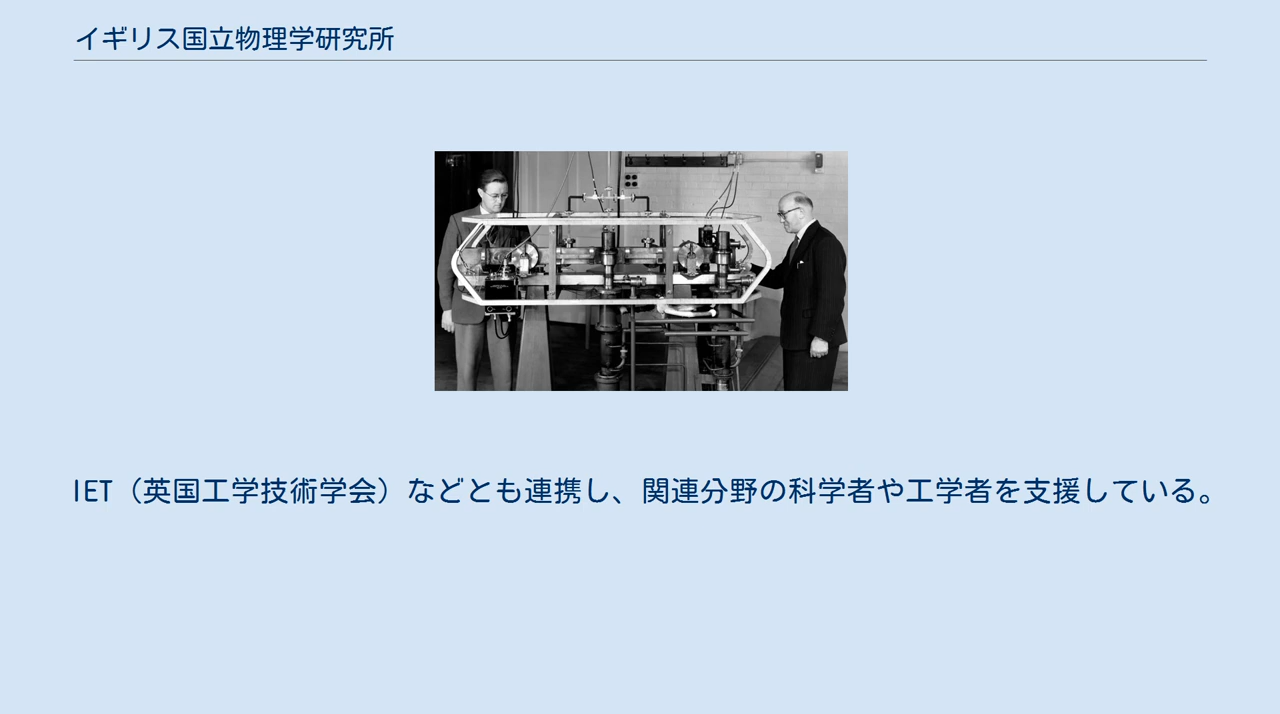 イギリス国立物理学研究所
IET（英国工学技術学会）などとも連携し、関連分野の科学者や工学者を支援している。